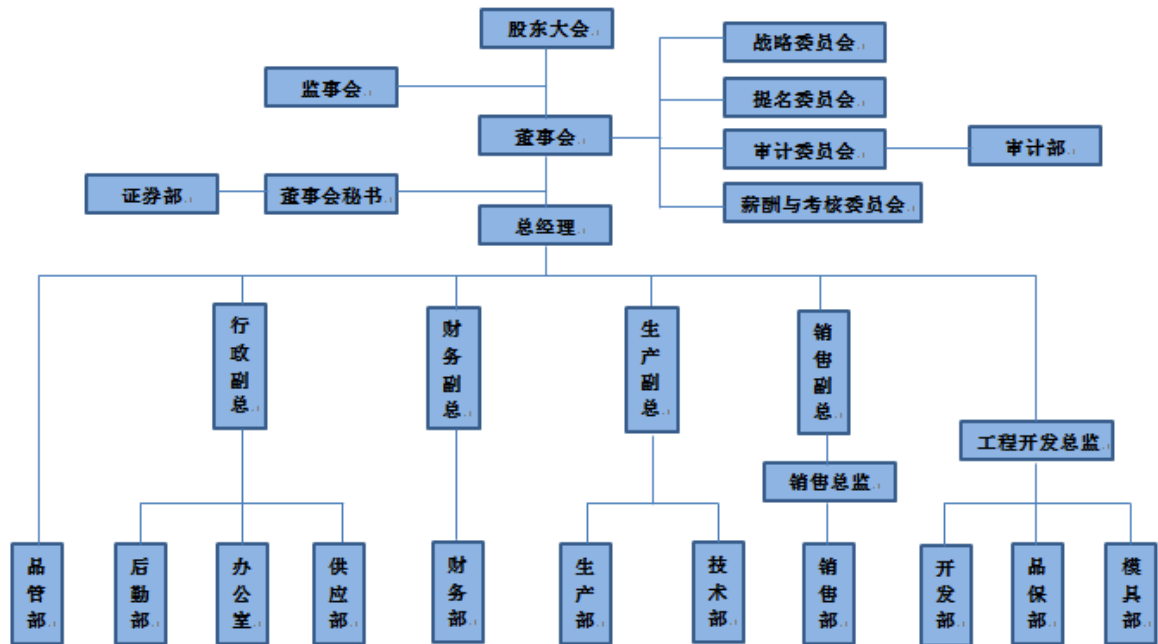 股东大会
战略委员会
监事会
提名委员会
董事会
审计委员会
审计部
证券部
董事会秘书
薪酬与考核委员会
总经理
行政副总
财务副总
生产副总
销售副总
工程开发总监
销售总监
品管部
后勤部
办公室
供应部
财务部
生产部
技术部
销售部
开发部
品保部
模具部